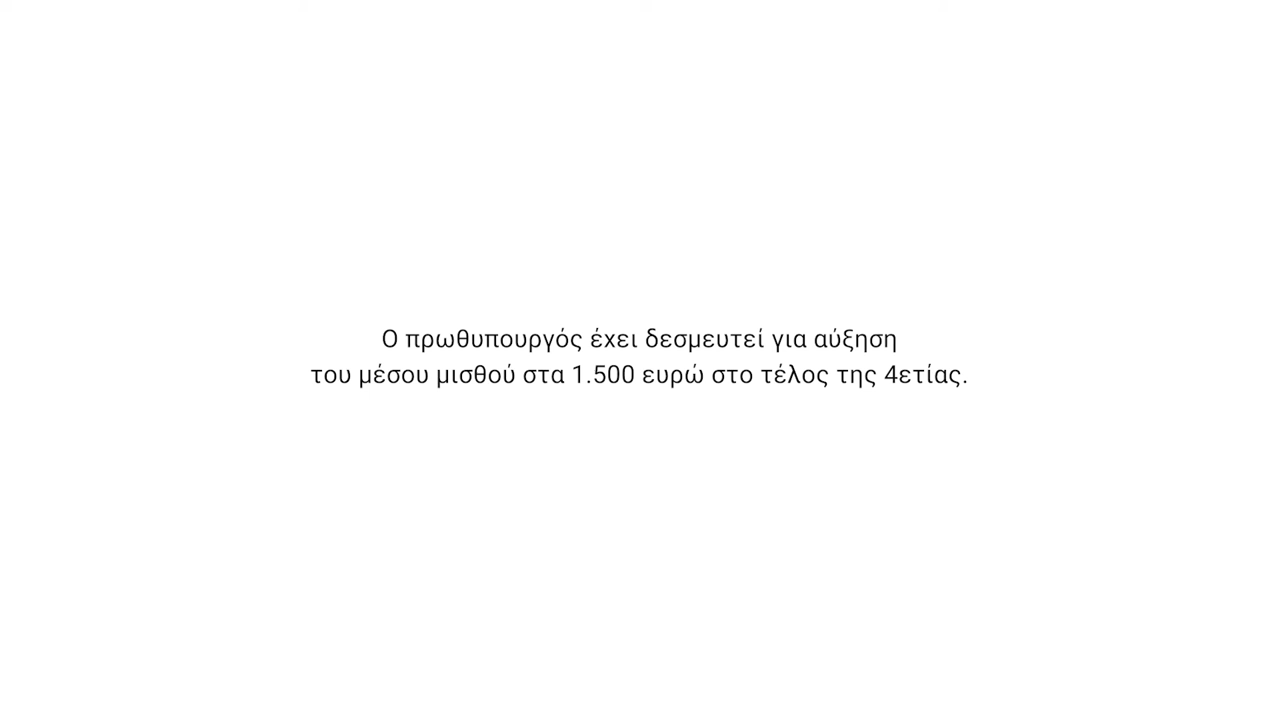 Ο πρωθυπουργός έχει δεσμευτεί για αύξηση
του μέσου μισθού στα 1.500 ευρώ στο τέλος της 4ετίας.